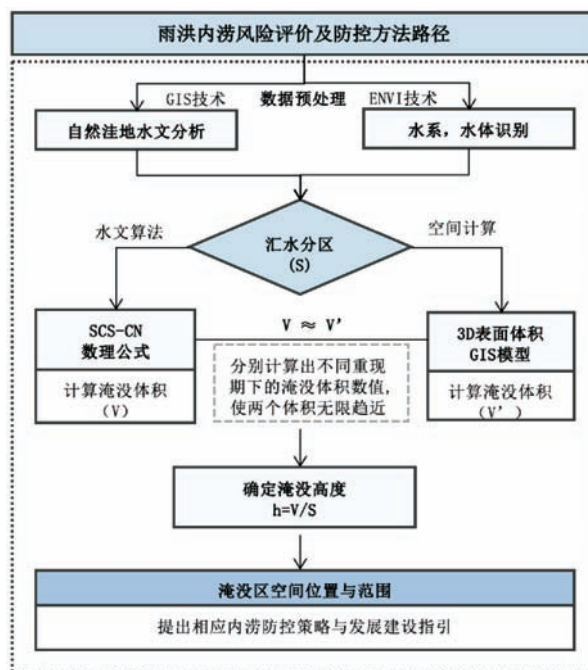 雨洪内涝风险评价及防控方法路径
GIS技术
数据预处理
ENVI技术
自然洼地水文分析
水系，水体识别
水文算法
汇水分区
(S)
空间计算
SCS-CN
数理公式
计算淹没体积
(V)
V ≈ V'
分别计算出不同重现
期下的淹没体积数值，
使两个体积无限趋近
3D表面体积
GIS模型
计算淹没体积
(V')
确定淹没高度
h=V/S
淹没区空间位置与范围
提出相应内涝防控策略与发展建设指引